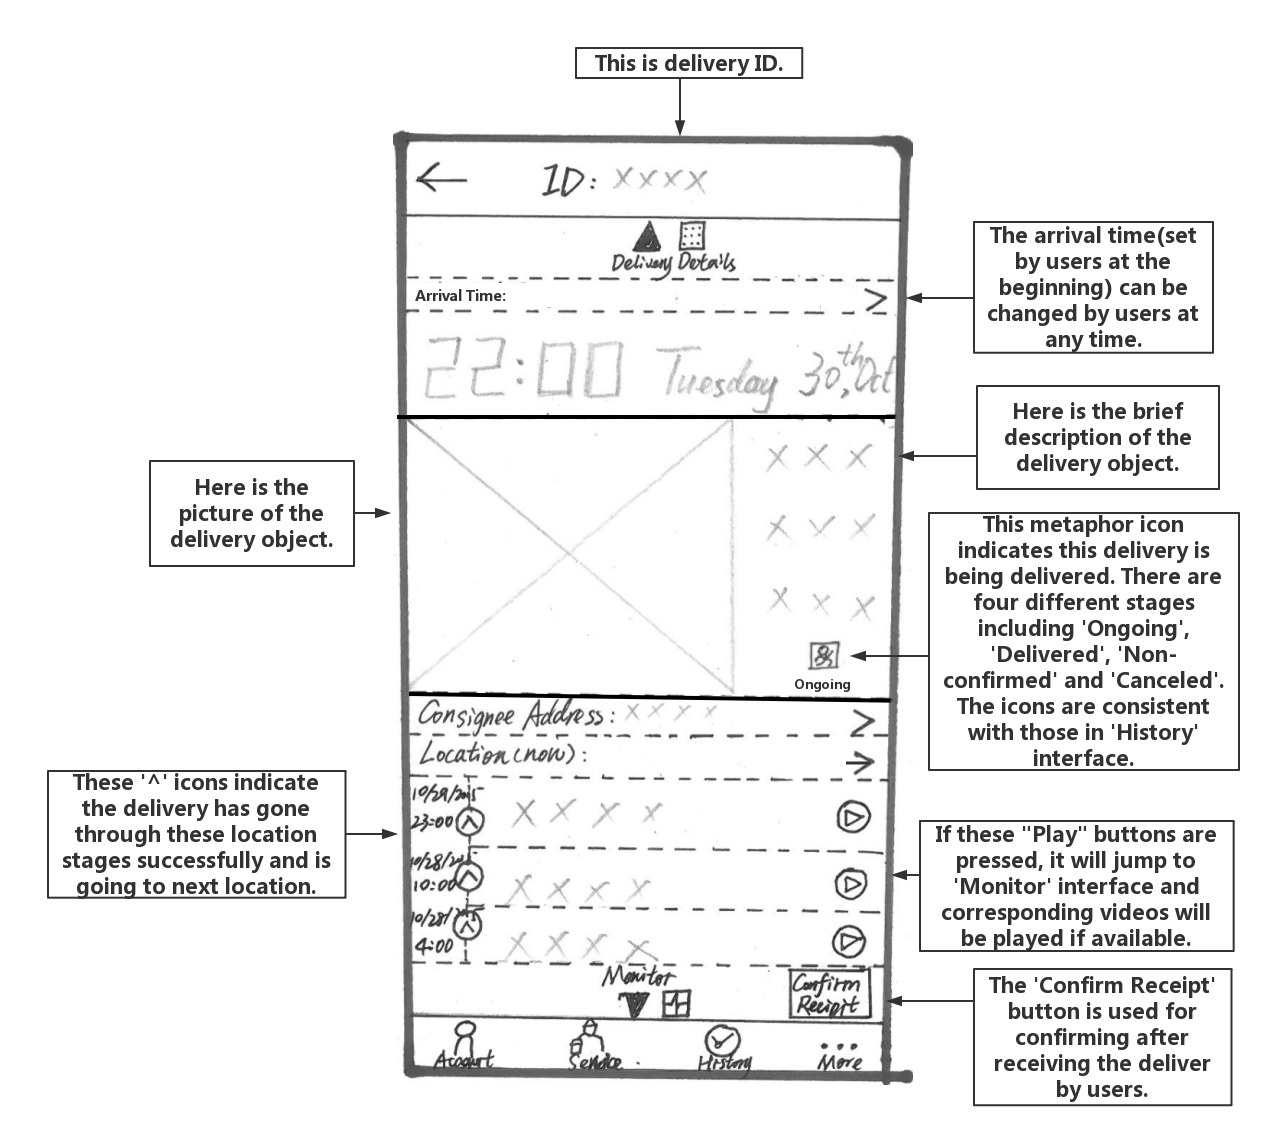 This is delivery ID.
ID: XXXX
Delivery Details
Arrival Time:
>
22:00 Tuesday 30th,Oct
The arrival time(set
by users at the
beginning) can be
changed by users at
any time.
Here is the brief
description of the
delivery object.
X X X
X X X
X X X
Here is the
picture of the
delivery object.
This metaphor icon
indicates this delivery is
being delivered. There are
four different stages
including 'Ongoing',
'Delivered', 'Non-
confirmed' and 'Canceled'.
The icons are consistent
with those in 'History'
interface.
Ongoing
Consignee Address: XXXX >
Location(now):
These '^' icons indicate
the delivery has gone
through these location
stages successfully and is
going to next location.
10/29/2015
23:00 X X X X
10/28/2015
10:00 X X X X
10/28/2015
4:00 X X X X
If these "Play" buttons are
pressed, it will jump to
'Monitor' interface and
corresponding videos will
be played if available.
Monitor
Confirm
Recipit
The 'Confirm Receipt'
button is used for
confirming after
receiving the deliver
by users.
Account Service History More